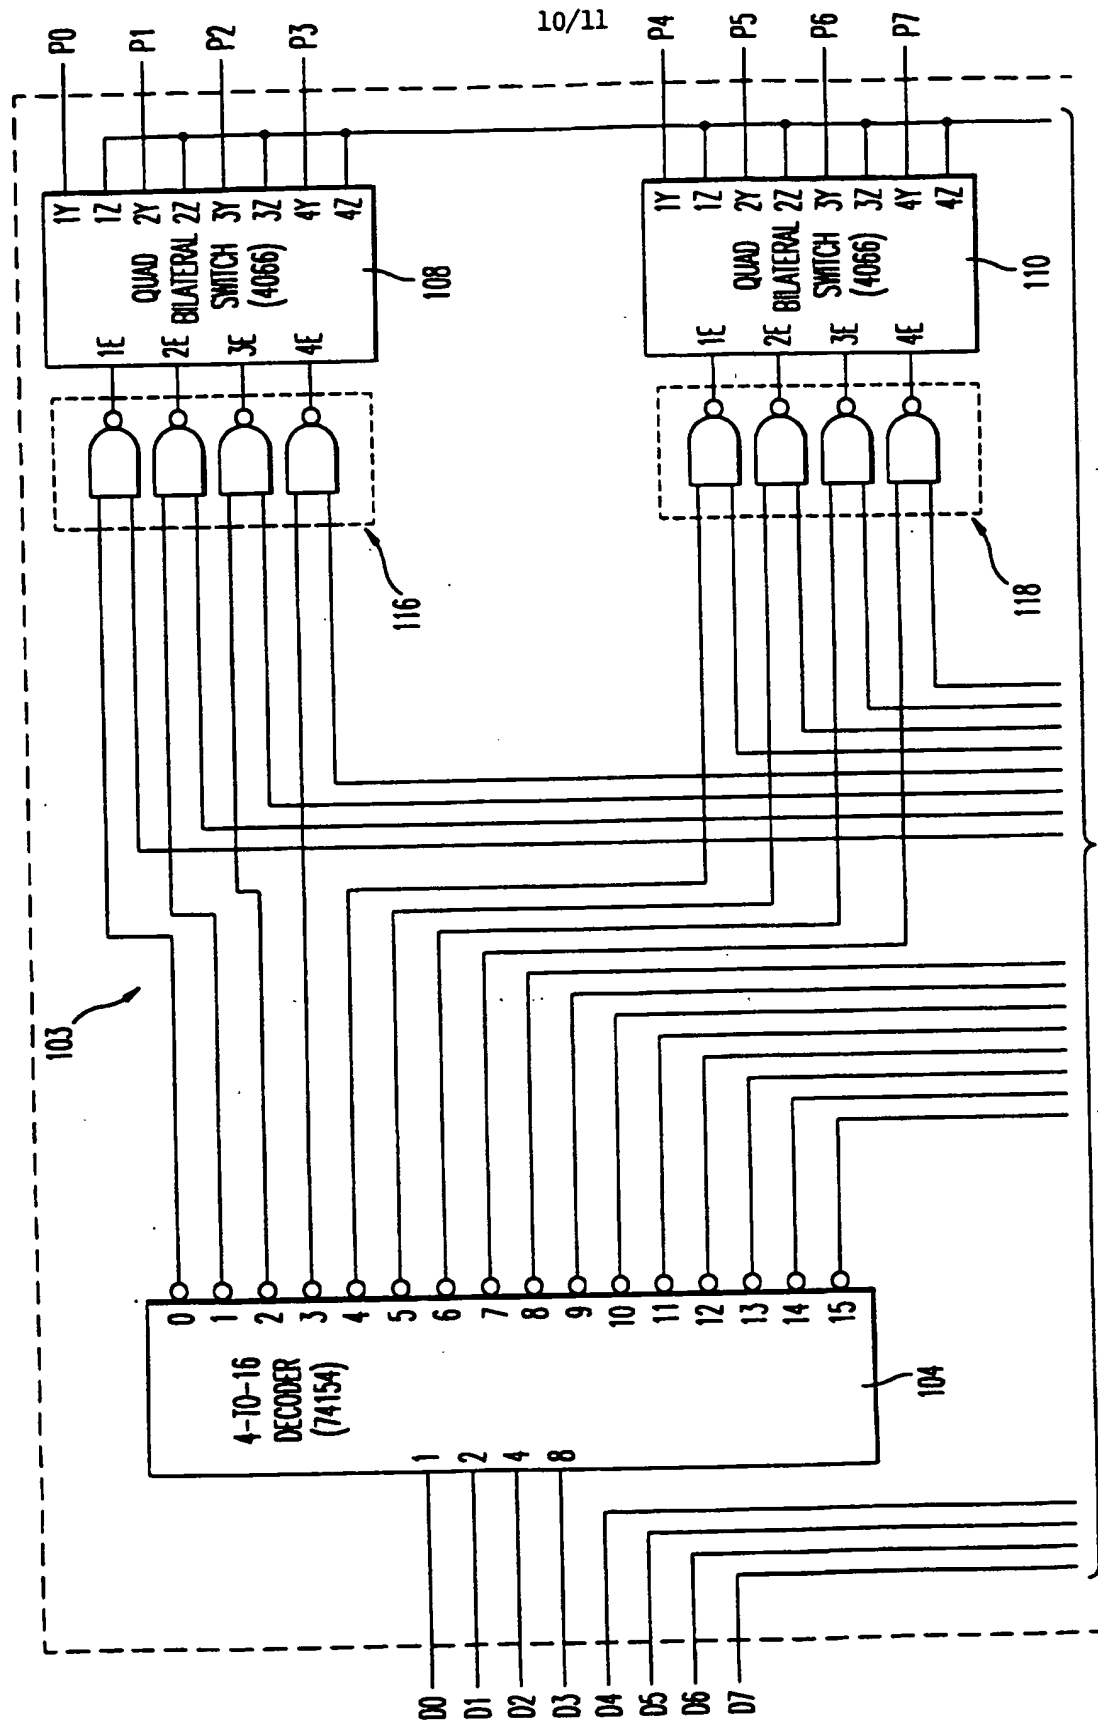 10/11
103
D0
D1
D2
D3
D4
D5
D6
D7
1
2
4
8
4-TO-16
DECODER
(74154)
0
1
2
3
4
5
6
7
8
9
10
11
12
13
14
15
104
116
1E
2E
3E
4E
QUAD
BILATERAL
SWITCH
(4066)
1Y
1Z
2Y
2Z
3Y
3Z
4Y
4Z
108
P0
P1
P2
P3
118
1E
2E
3E
4E
QUAD
BILATERAL
SWITCH
(4066)
1Y
1Z
2Y
2Z
3Y
3Z
4Y
4Z
110
P4
P5
P6
P7